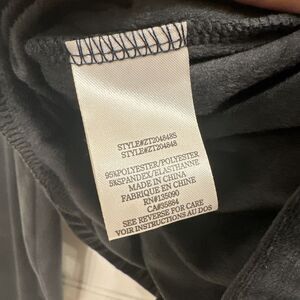 STYLE#ZT204848S
STYLE#ZT204848
95%POLYESTER/POLYESTER
5%SPANDEX/ELASTHANNE
MADE IN CHINA
FABRIQUE EN CHINE
RN#135090
CA#35884
SEE REVERSE FOR CARE
VOIR INSTRUCTIONS AU DOS